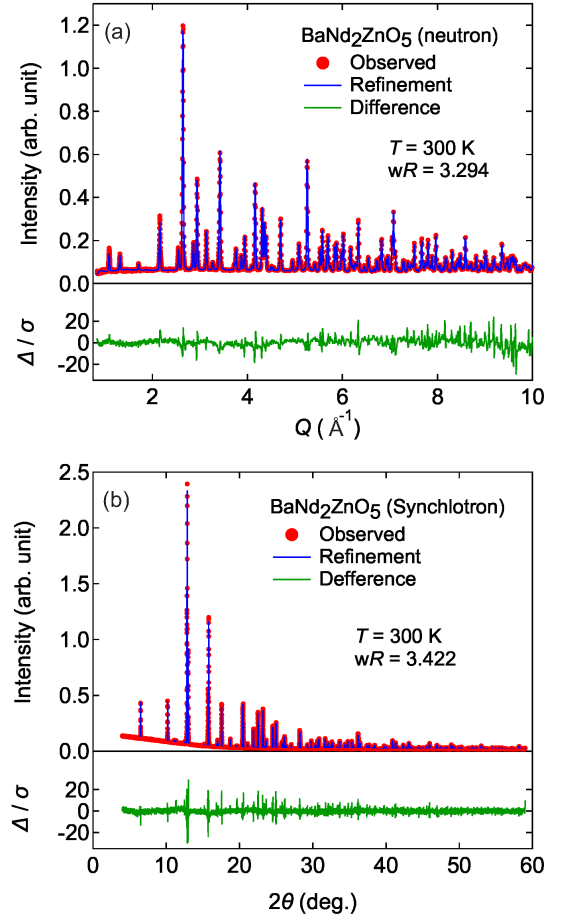 (a)
BaNd2ZnO5 (neutron)
Observed
Refinement
Difference
T = 300 K
wR = 3.294
Intensity (arb. unit)
1.2
1.0
0.8
0.6
0.4
0.2
0.0
Δ / σ
20
0
-20
2
4
6
8
10
Q ( Å-1)
(b)
BaNd2ZnO5 (Synchlotron)
Observed
Refinement
Defference
T = 300 K
wR = 3.422
Intensity (arb. unit)
2.5
2.0
1.5
1.0
0.5
0.0
Δ / σ
20
0
-20
0
10
20
30
40
50
60
2θ (deg.)